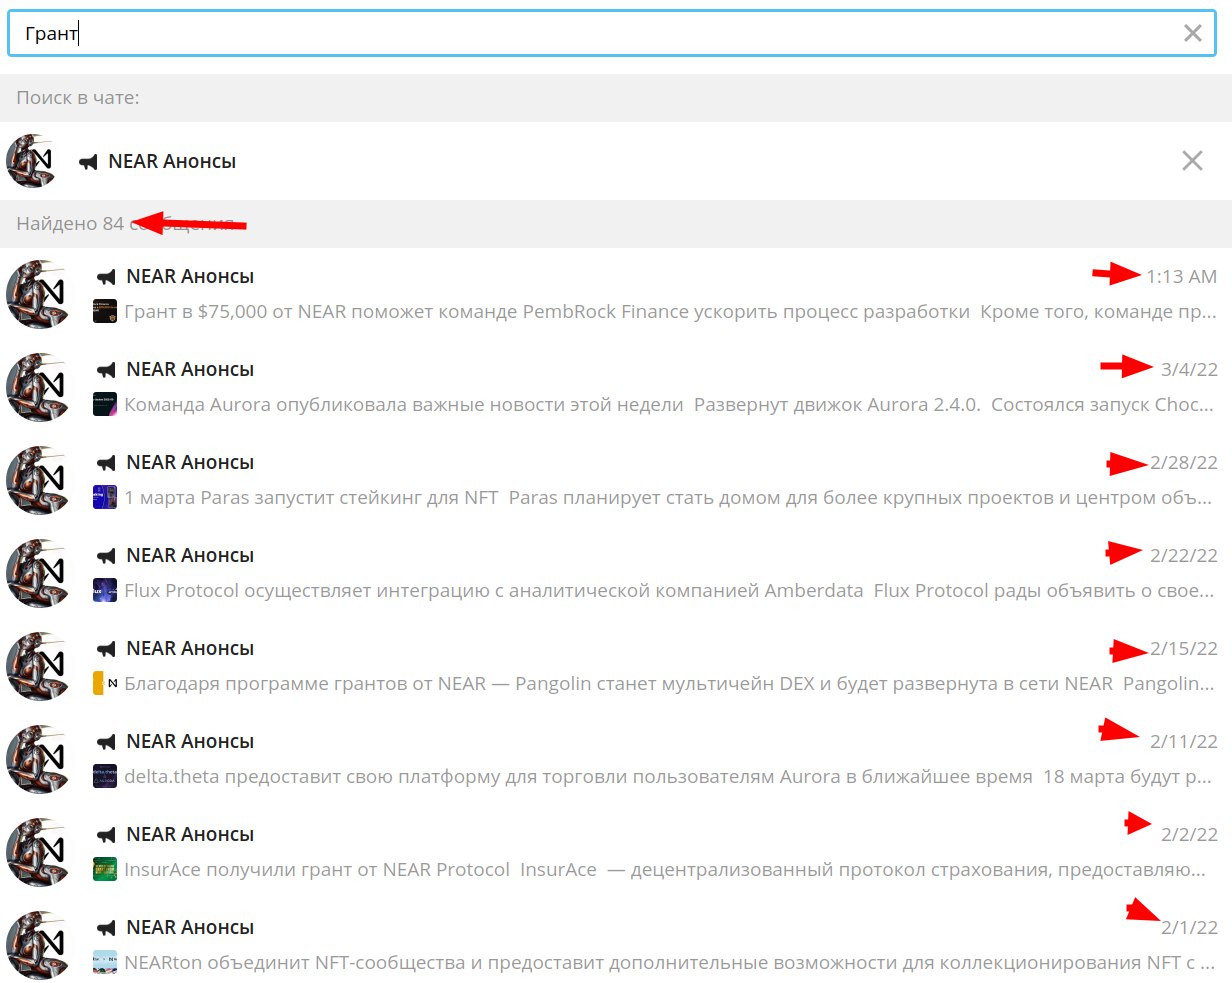 Грант
Поиск в чате:
NEAR Анонсы
Найдено 84 сообщения
NEAR Анонсы 1:13 AM
Грант в $75,000 от NEAR поможет команде PembRock Finance ускорить процесс разработки Кроме того, команде пр...
NEAR Анонсы 3/4/22
Команда Aurora опубликовала важные новости этой недели Развернут движок Aurora 2.4.0. Состоялся запуск Choc...
NEAR Анонсы 2/28/22
1 марта Paras запустит стейкинг для NFT Paras планирует стать домом для более крупных проектов и центром объ...
NEAR Анонсы 2/22/22
Flux Protocol осуществляет интеграцию с аналитической компанией Amberdata Flux Protocol рады объявить о свое...
NEAR Анонсы 2/15/22
Благодаря программе грантов от NEAR — Pangolin станет мультичейн DEX и будет развернута в сети NEAR Pangolin...
NEAR Анонсы 2/11/22
delta.theta предоставит свою платформу для торговли пользователям Aurora в ближайшее время 18 марта будут р...
NEAR Анонсы 2/2/22
InsurAce получили грант от NEAR Protocol InsurAce — децентрализованный протокол страхования, предоставляю...
NEAR Анонсы 2/1/22
NEARton объединит NFT-сообщества и предоставит дополнительные возможности для коллекционирования NFT с ...